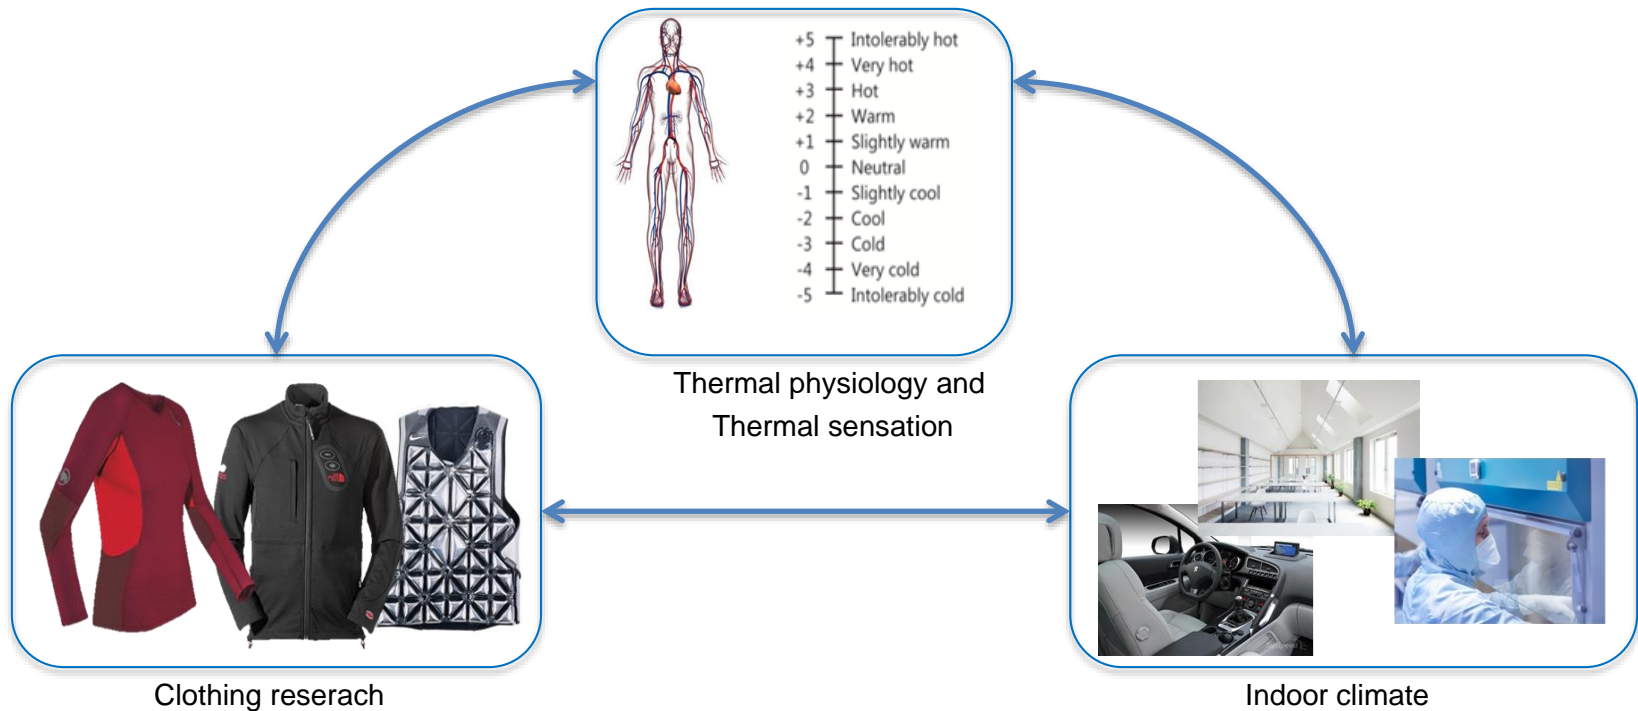 +5 Intolerably hot
+4 Very hot
+3 Hot
+2 Warm
+1 Slightly warm
0 Neutral
-1 Slightly cool
-2 Cool
-3 Cold
-4 Very cold
-5 Intolerably cold
Thermal physiology and
Thermal sensation
Clothing reserach
Indoor climate